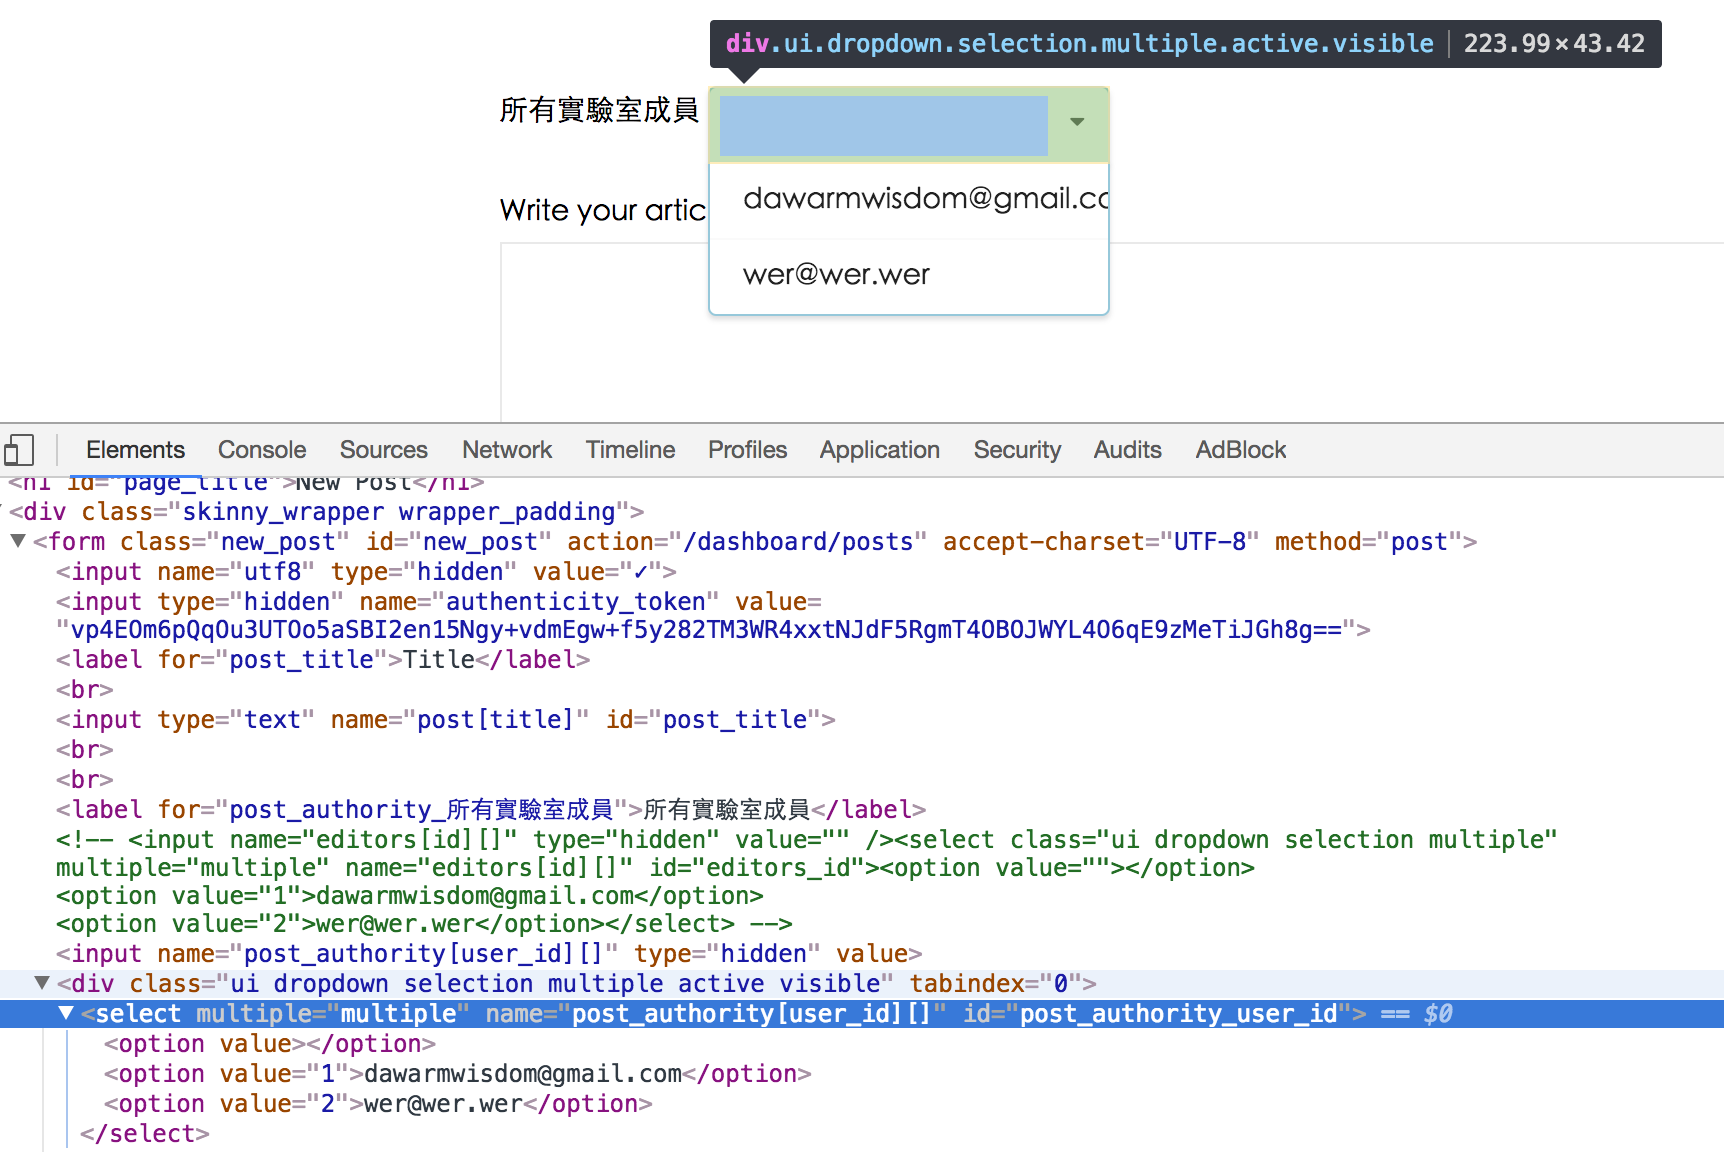 div.ui.dropdown.selection.multiple.active.visible 223.99×43.42
所有實驗室成員
dawarmwisdom@gmail.co
Write your artic
wer@wer.wer
Elements Console Sources Network Timeline Profiles Application Security Audits AdBlock
<h1 id="page_title">New Post</h1>
<div class="skinny_wrapper wrapper_padding">
▼<form class="new_post" id="new_post" action="/dashboard/posts" accept-charset="UTF-8" method="post">
<input name="utf8" type="hidden" value="✓">
<input type="hidden" name="authenticity_token" value=
"vp4EOm6pQqOu3UTOo5aSBI2en15Ngy+vdmEgw+f5y282TM3WR4xxtNJdF5RgmT4OBOJWYL4O6qE9zMeTiJGh8g==">
<label for="post_title">Title</label>
<br>
<input type="text" name="post[title]" id="post_title">
<br>
<br>
<label for="post_authority_所有實驗室成員">所有實驗室成員</label>
<!-- <input name="editors[id][]" type="hidden" value="" /><select class="ui dropdown selection multiple"
multiple="multiple" name="editors[id][]" id="editors_id"><option value=""></option>
<option value="1">dawarmwisdom@gmail.com</option>
<option value="2">wer@wer.wer</option></select> -->
<input name="post_authority[user_id][]" type="hidden" value>
▼<div class="ui dropdown selection multiple active visible" tabindex="0">
▼<select multiple="multiple" name="post_authority[user_id][]" id="post_authority_user_id"> == $0
<option value></option>
<option value="1">dawarmwisdom@gmail.com</option>
<option value="2">wer@wer.wer</option>
</select>